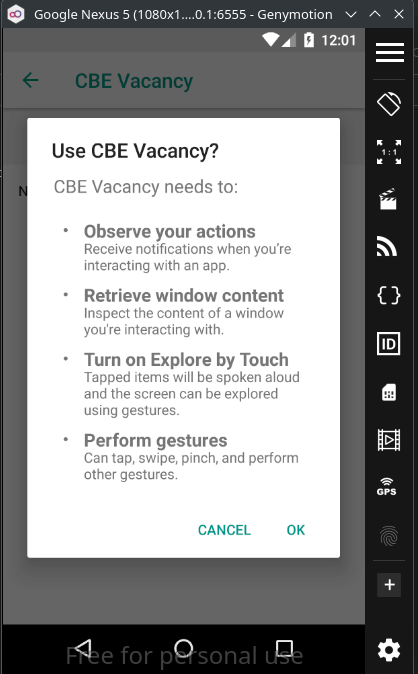 Google Nexus 5 (1080x1....0.1:6555 - Genymotion
12:01
CBE Vacancy
N
Use CBE Vacancy?
CBE Vacancy needs to:
• Observe your actions
Receive notifications when you're
interacting with an app.
• Retrieve window content
Inspect the content of a window
you're interacting with.
• Turn on Explore by Touch
Tapped items will be spoken aloud
and the screen can be explored
using gestures.
• Perform gestures
Can tap, swipe, pinch, and perform
other gestures.
CANCEL OK
Free for personal use
1:1
{}
ID
GPS
+